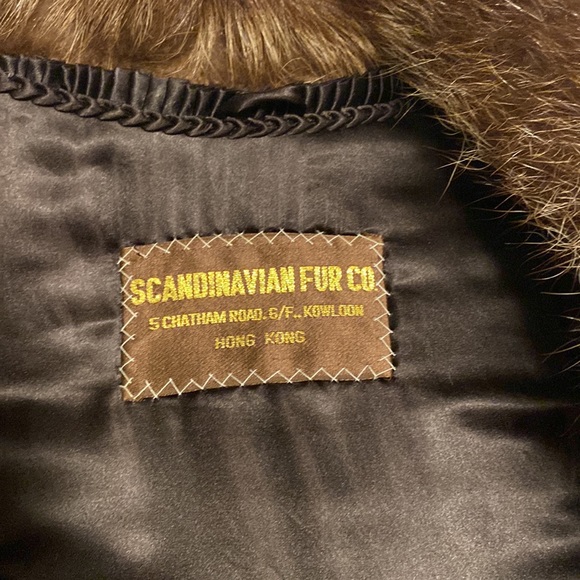 SCANDINAVIAN FUR CO.
5 CHATHAM ROAD. G/F., KOWLOON
HONG KONG